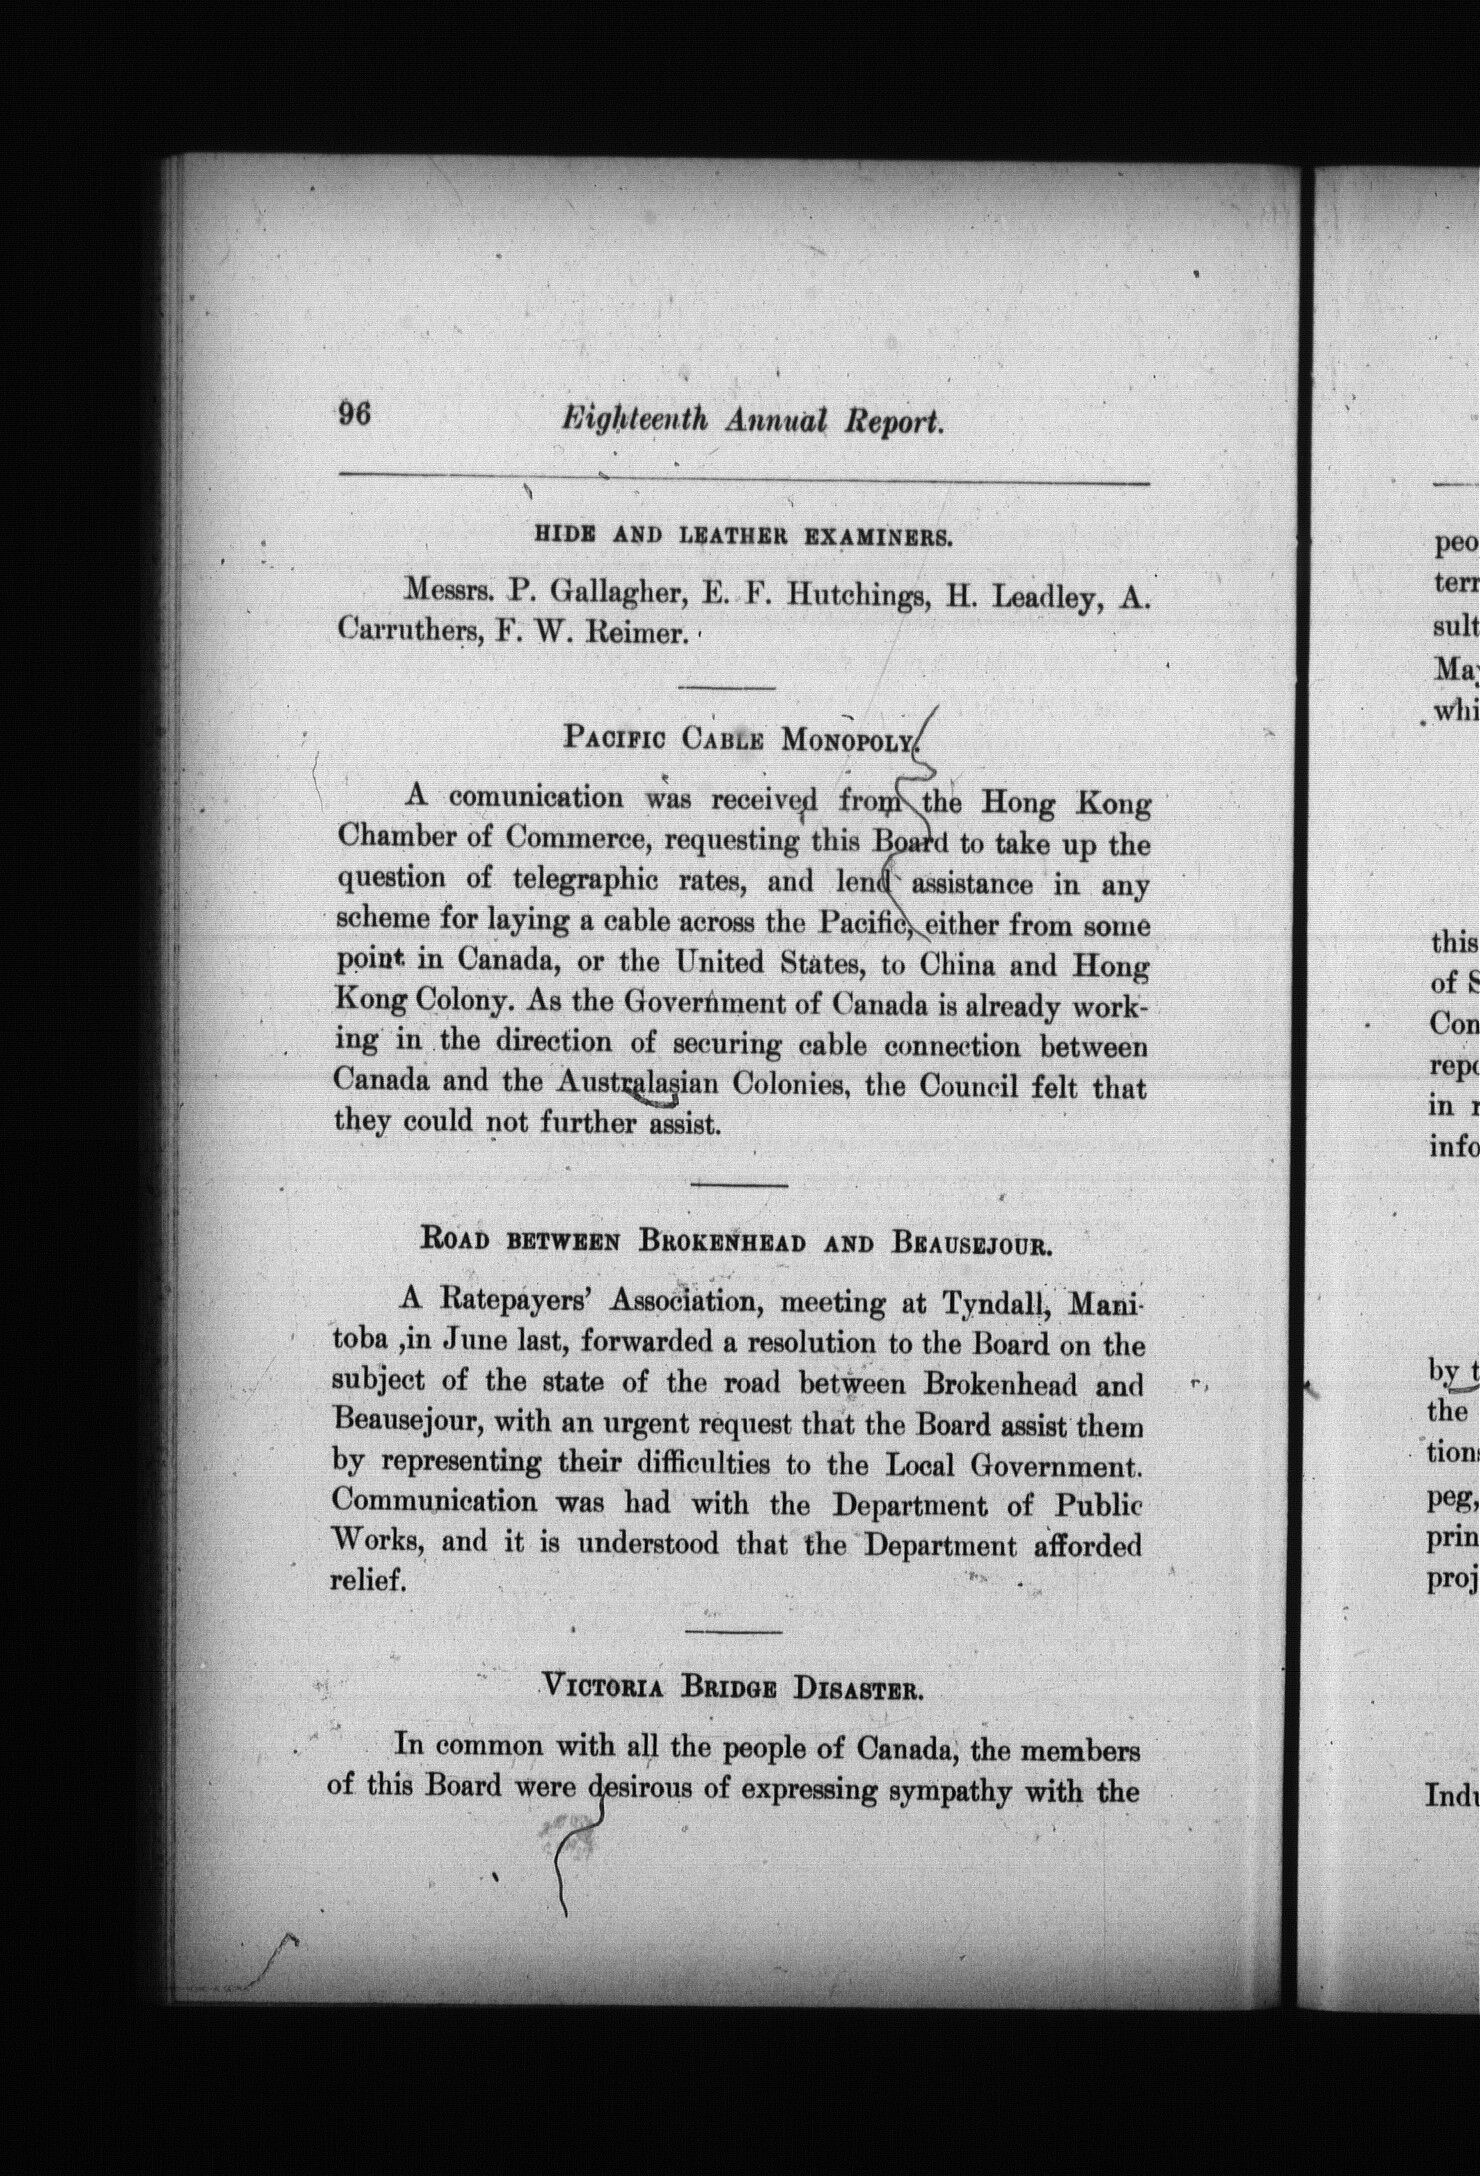 96 Eighteenth Annual Report.
HIDE AND LEATHER EXAMINERS.
Messrs. P. Gallagher, E. F. Hutchings, H. Leadley, A.
Carruthers, F. W. Reimer.
PACIFIC CABLE MONOPOLY.
A comunication was received from the Hong Kong
Chamber of Commerce, requesting this Board to take up the
question of telegraphic rates, and lend assistance in any
scheme for laying a cable across the Pacific, either from some
point in Canada, or the United States, to China and Hong
Kong Colony. As the Government of Canada is already work-
ing in the direction of securing cable connection between
Canada and the Australasian Colonies, the Council felt that
they could not further assist.
ROAD BETWEEN BROKENHEAD AND BEAUSEJOUR.
A Ratepayers' Association, meeting at Tyndall, Mani-
toba ,in June last, forwarded a resolution to the Board on the
subject of the state of the road between Brokenhead and
Beausejour, with an urgent request that the Board assist them
by representing their difficulties to the Local Government.
Communication was had with the Department of Public
Works, and it is understood that the Department afforded
relief.
VICTORIA BRIDGE DISASTER.
In common with all the people of Canada, the members
of this Board were desirous of expressing sympathy with the
this
by
the
in